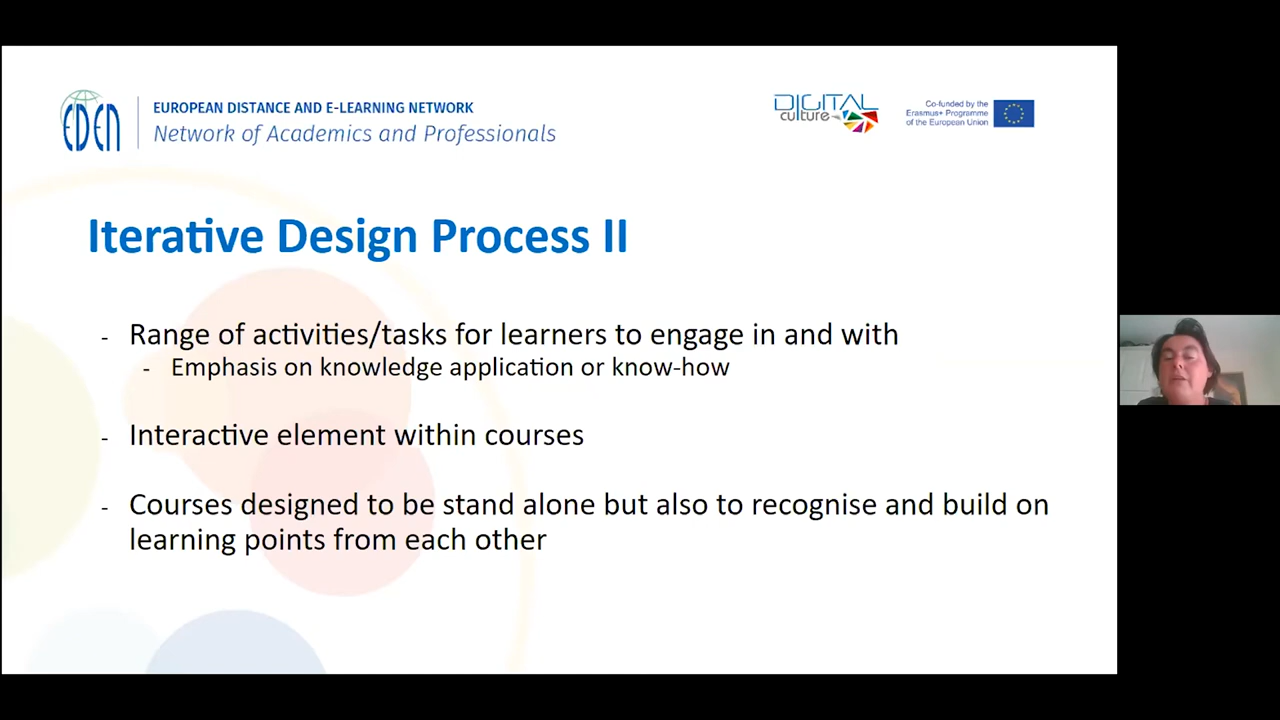 EDEN
EUROPEAN DISTANCE AND E-LEARNING NETWORK
Network of Academics and Professionals
DIGITAL
culture
Co-funded by the
Erasmus+ Programme
of the European Union
Iterative Design Process II
- Range of activities/tasks for learners to engage in and with
- Emphasis on knowledge application or know-how
- Interactive element within courses
- Courses designed to be stand alone but also to recognise and build on
learning points from each other